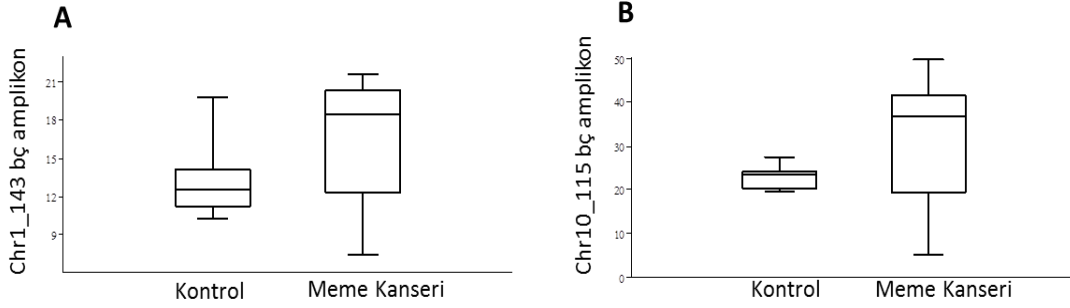 A
Chr1_143 bç amplikon
21
18
15
12
9
Kontrol
Meme Kanseri
B
Chr10_115 bç amplikon
50
40
30
20
10
0
Kontrol
Meme Kanseri